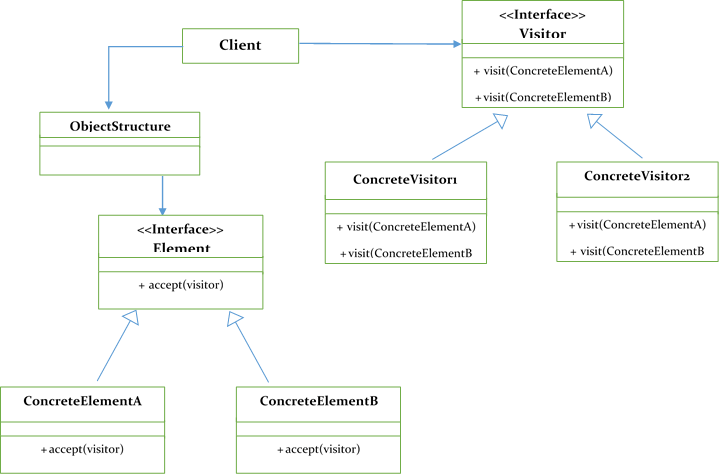 Client
<<Interface>>
Visitor
+ visit(ConcreteElementA)
+visit(ConcreteElementB)
ObjectStructure
ConcreteVisitor1
+ visit(ConcreteElementA)
+visit(ConcreteElementB
ConcreteVisitor2
+visit(ConcreteElementA)
+ visit(ConcreteElementB
<<Interface>>
Element
+ accept(visitor)
ConcreteElementA
+accept(visitor)
ConcreteElementB
+accept(visitor)